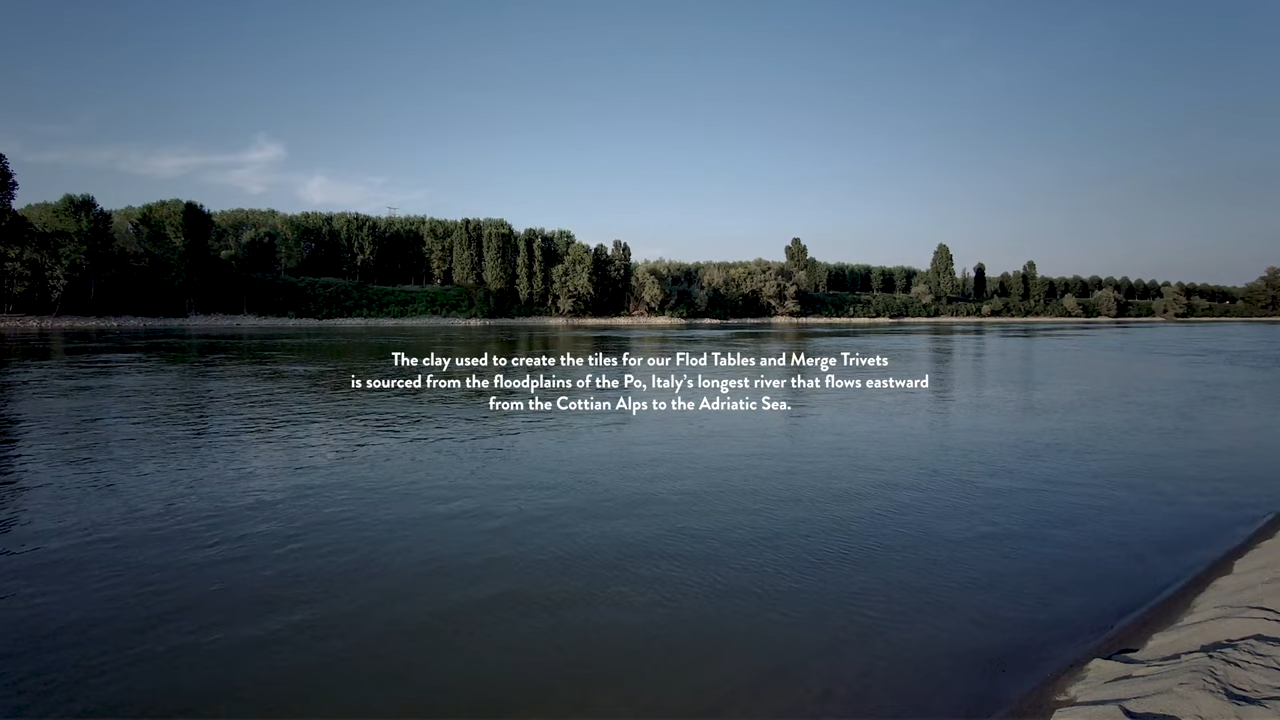 The clay used to create the tiles for our Flod Tables and Merge Trivets
is sourced from the floodplains of the Po, Italy's longest river that flows eastward
from the Cottian Alps to the Adriatic Sea.